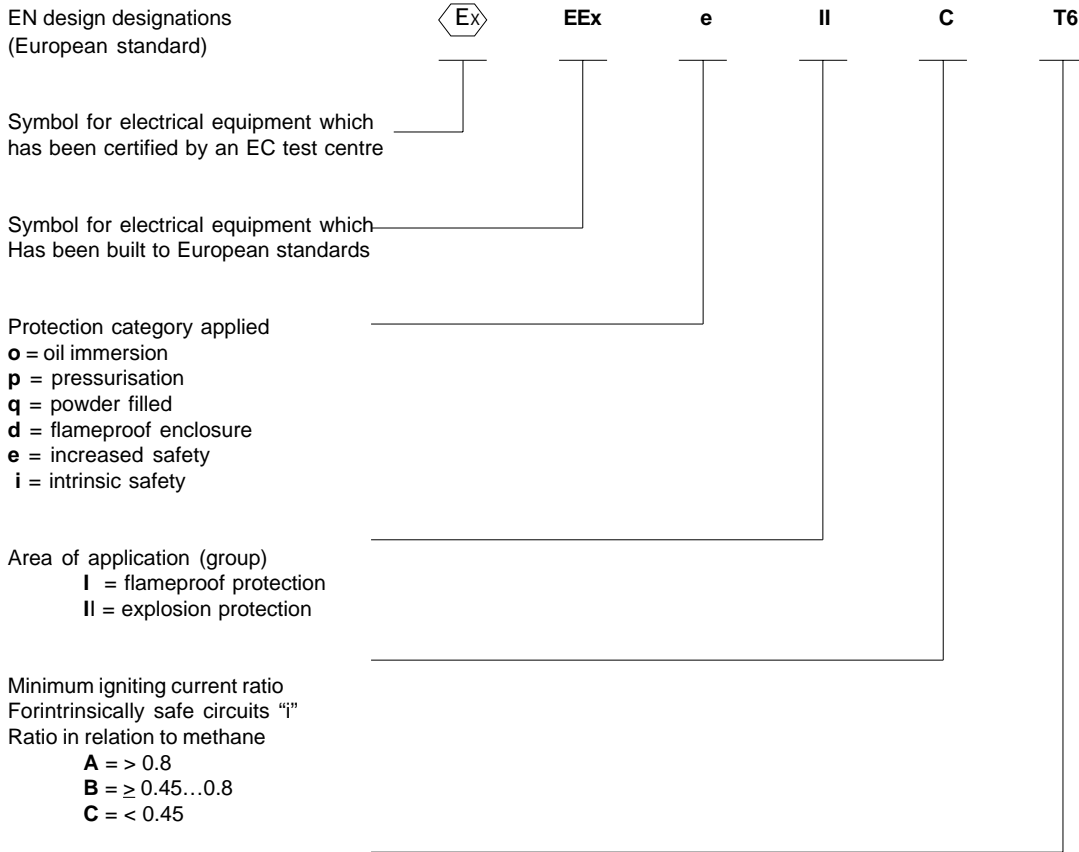 EN design designations Ex EEx e II C T6
(European standard)
Symbol for electrical equipment which
has been certified by an EC test centre
Symbol for electrical equipment which
Has been built to European standards
Protection category applied
o = oil immersion
p = pressurisation
q = powder filled
d = flameproof enclosure
e = increased safety
i = intrinsic safety
Area of application (group)
I = flameproof protection
II = explosion protection
Minimum igniting current ratio
Forintrinsically safe circuits “i”
Ratio in relation to methane
A = > 0.8
B = ≥ 0.45…0.8
C = < 0.45